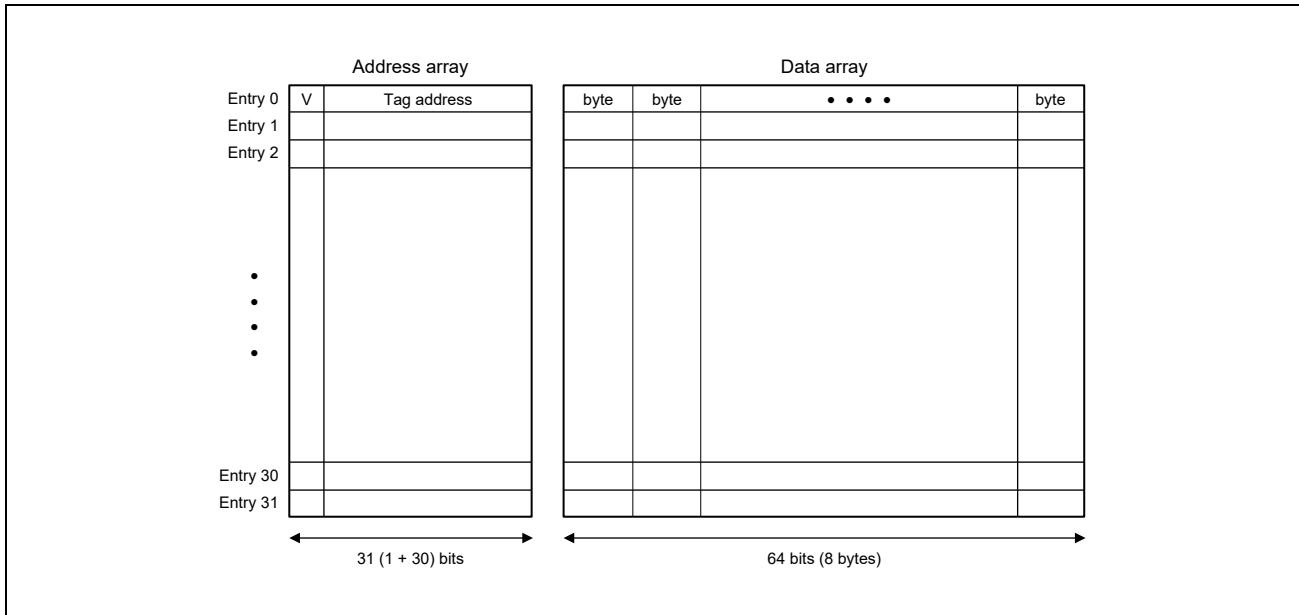 Address array Data array
Entry 0 V Tag address byte byte • • • • byte
Entry 1
Entry 2
Entry 30
Entry 31
31 (1 + 30) bits 64 bits (8 bytes)